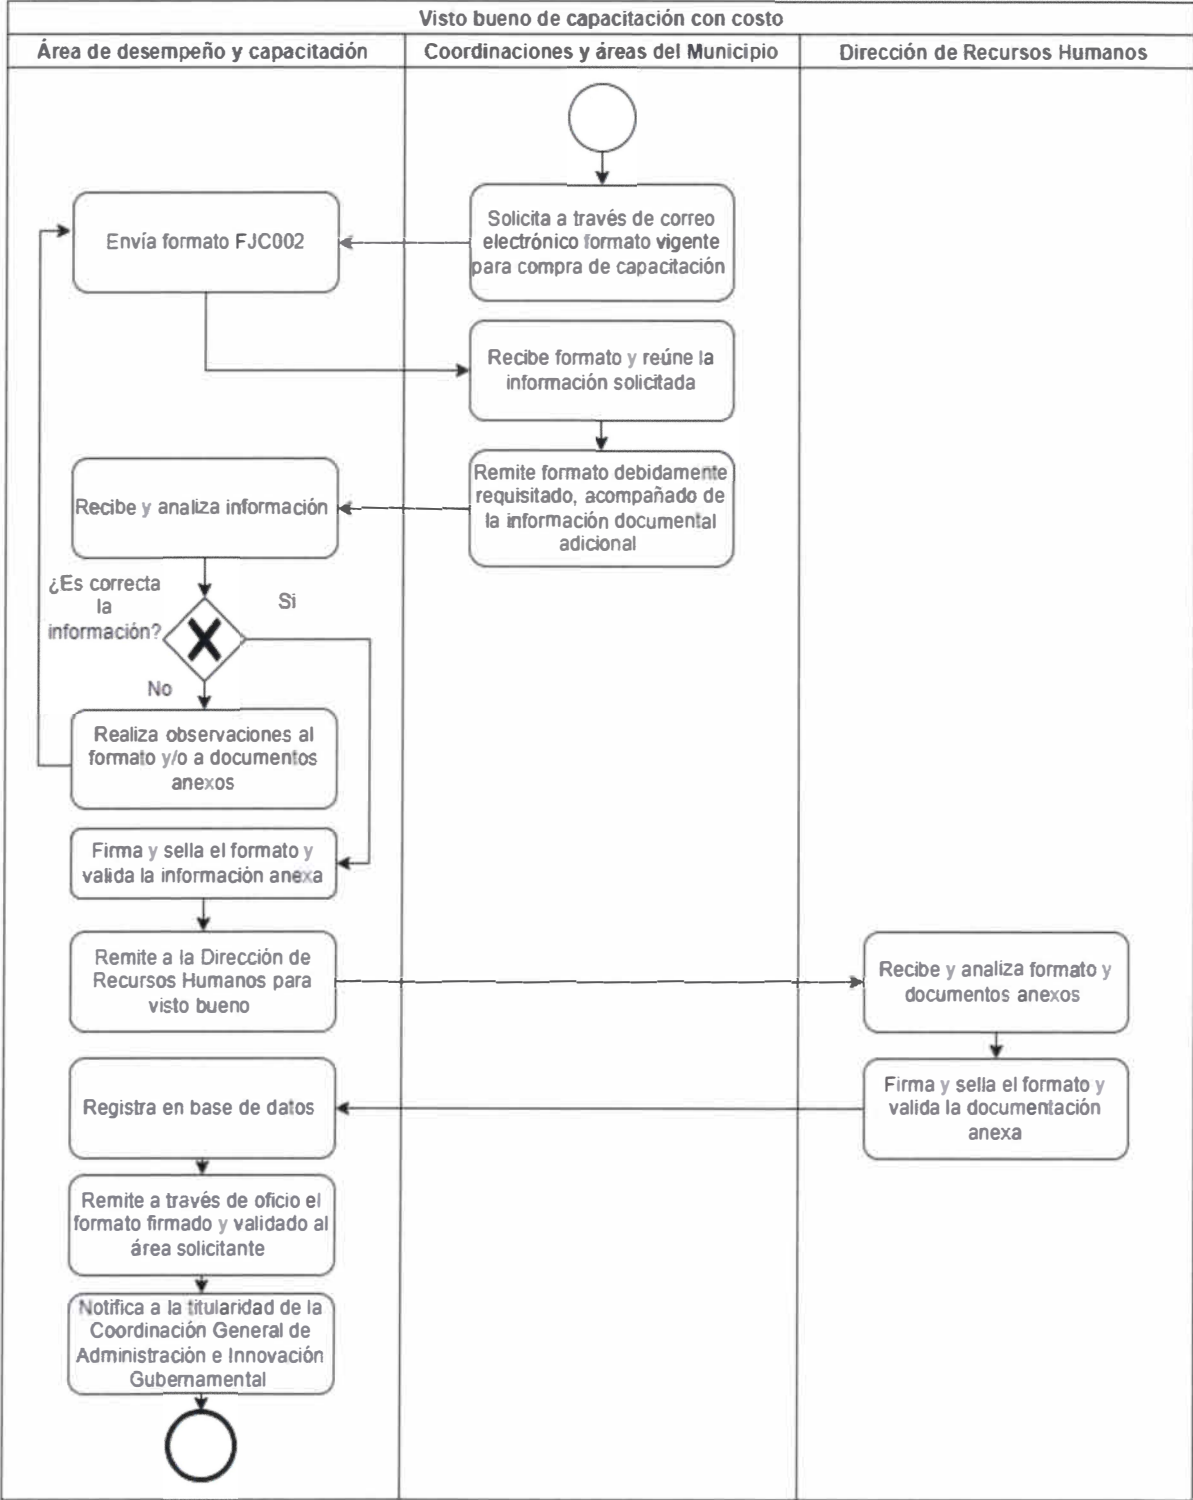 Visto bueno de capacitación con costo
Área de desempeño y capacitación
Coordinaciones y áreas del Municipio
Dirección de Recursos Humanos
Solicita a través de correo
electrónico formato vigente
para compra de capacitación
Envía formato FJC002
Recibe formato y reúne la
información solicitada
Remite formato debidamente
requisitado, acompañado de
la información documental
adicional
Recibe y analiza información
¿Es correcta
la
información?
Si
No
Realiza observaciones al
formato y/o a documentos
anexos
Firma y sella el formato y
valida la información anexa
Remite a la Dirección de
Recursos Humanos para
visto bueno
Recibe y analiza formato y
documentos anexos
Firma y sella el formato y
valida la documentación
anexa
Registra en base de datos
Remite a través de oficio el
formato firmado y validado al
área solicitante
Notifica a la titularidad de la
Coordinación General de
Administración e Innovación
Gubernamental